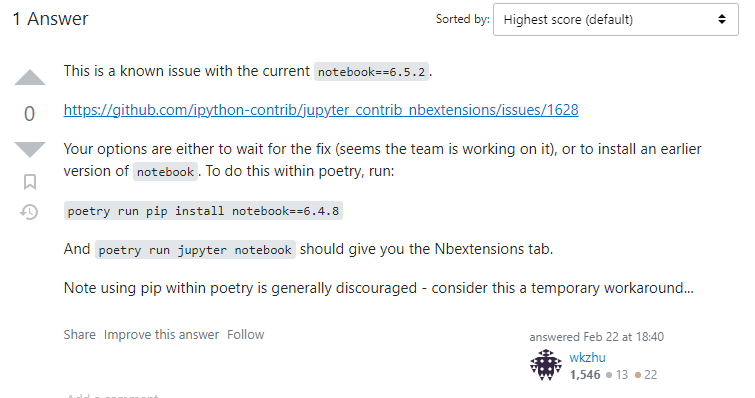 1 Answer
Sorted by: Highest score (default)
This is a known issue with the current notebook==6.5.2.
0
https://github.com/ipython-contrib/jupyter_contrib_nbextensions/issues/1628
Your options are either to wait for the fix (seems the team is working on it), or to install an earlier
version of notebook. To do this within poetry, run:
poetry run pip install notebook==6.4.8
And poetry run jupyter notebook should give you the Nbextensions tab.
Note using pip within poetry is generally discouraged - consider this a temporary workaround...
Share Improve this answer Follow
answered Feb 22 at 18:40
wkzhu
1,546 13 22
Add a comment